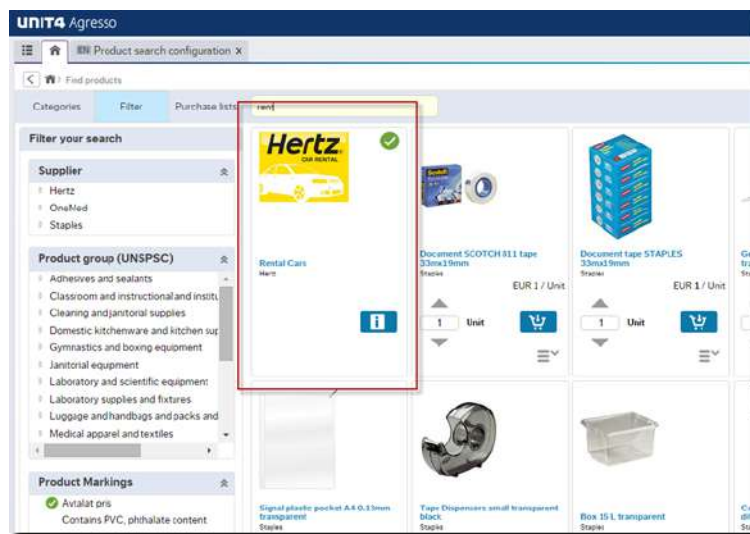 UNIT4 Agresso
EN Product search configuration x
Find products
Categories Filter Purchase lists rent
Filter your search
Supplier
Hertz
OneMed
Staples
Product group (UNSPSC)
Adhesives and sealants
Classroom and instructional and institu
Cleaning and janitorial supplies
Domestic kitchenware and kitchen sup
Gymnastics and boxing equipment
Janitorial equipment
Laboratory and scientific equipment
Laboratory supplies and fixtures
Luggage and handbags and packs and
Medical apparel and textiles
Product Markings
Avtalat pris
Contains PVC, phthalate content
Hertz
CAR RENTAL
Rental Cars
Hertz
Scotch
Document SCOTCH 811 tape
33mx19mm
Staples
EUR 1 / Unit
1 Unit
Document tape STAPLES
33mx19mm
Staples
EUR 1 / Unit
1 Unit
Signal plastic pocket A4 0.13mm
transparent
Staples
Tape Dispensers small transparent
black
Staples
Box 15 L transparent
Staples